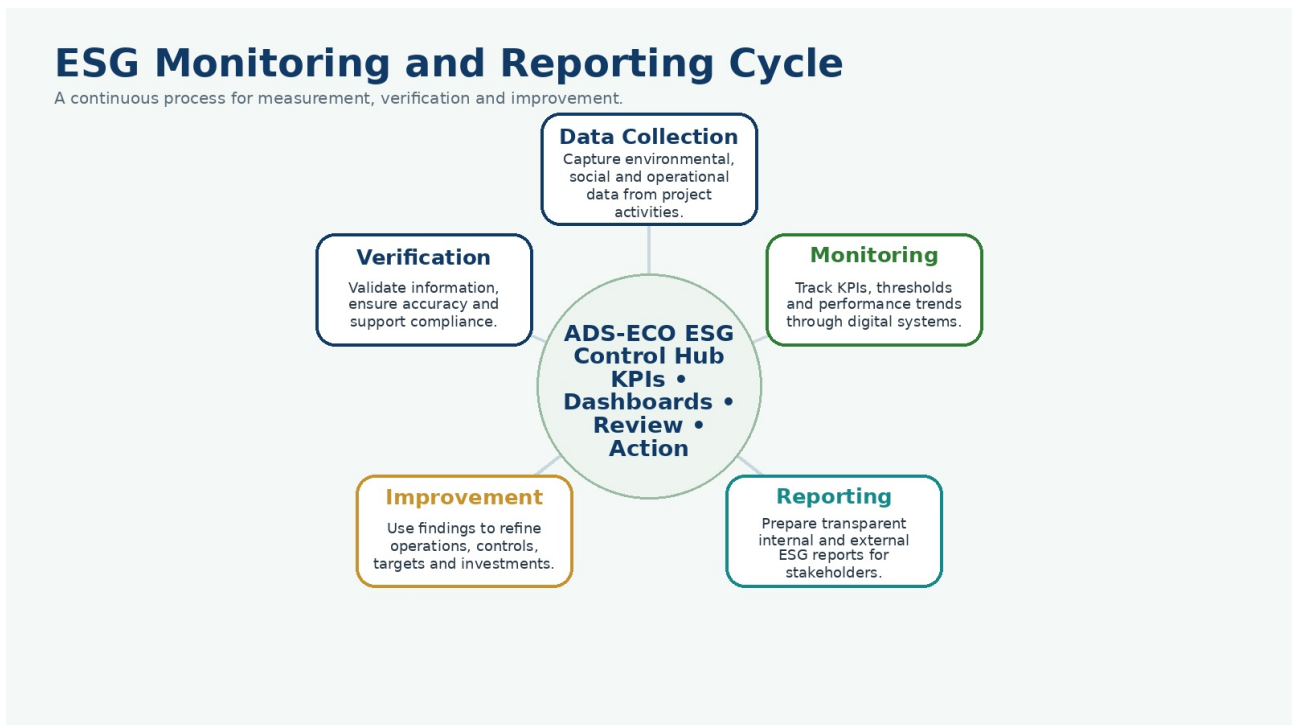 ESG Monitoring and Reporting Cycle
A continuous process for measurement, verification and improvement.
Data Collection
Capture environmental,
social and operational
data from project
activities.
Verification
Validate information,
ensure accuracy and
support compliance.
Monitoring
Track KPIs, thresholds
and performance trends
through digital systems.
ADS-ECO ESG
Control Hub
KPIs •
Dashboards •
Review •
Action
Improvement
Use findings to refine
operations, controls,
targets and investments.
Reporting
Prepare transparent
internal and external
ESG reports for
stakeholders.